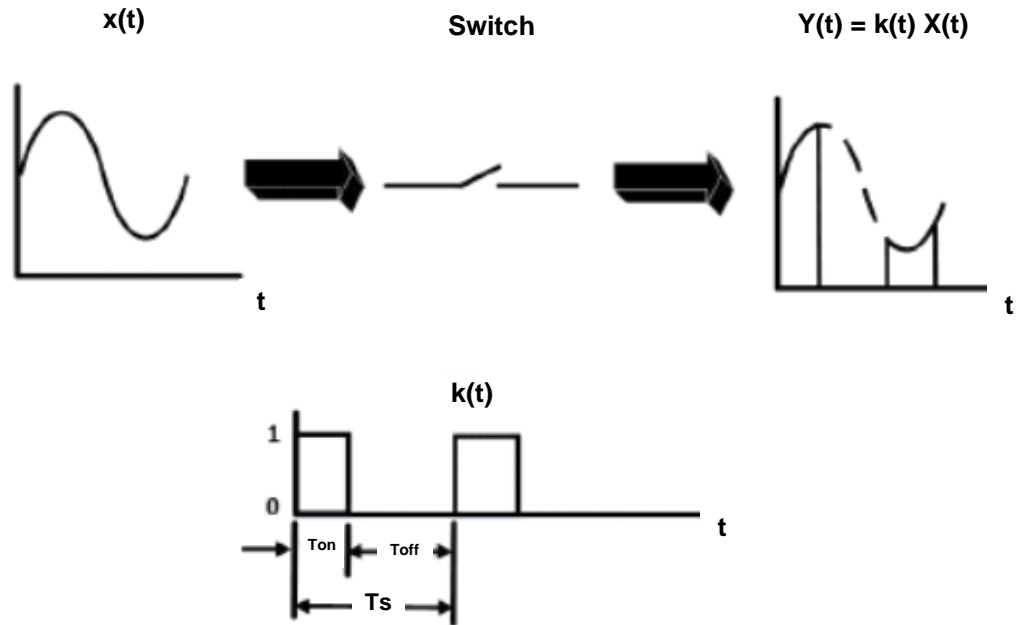 x(t)
Switch
Y(t) = k(t) X(t)
t
t
k(t)
1
0
t
Ton
Toff
Ts